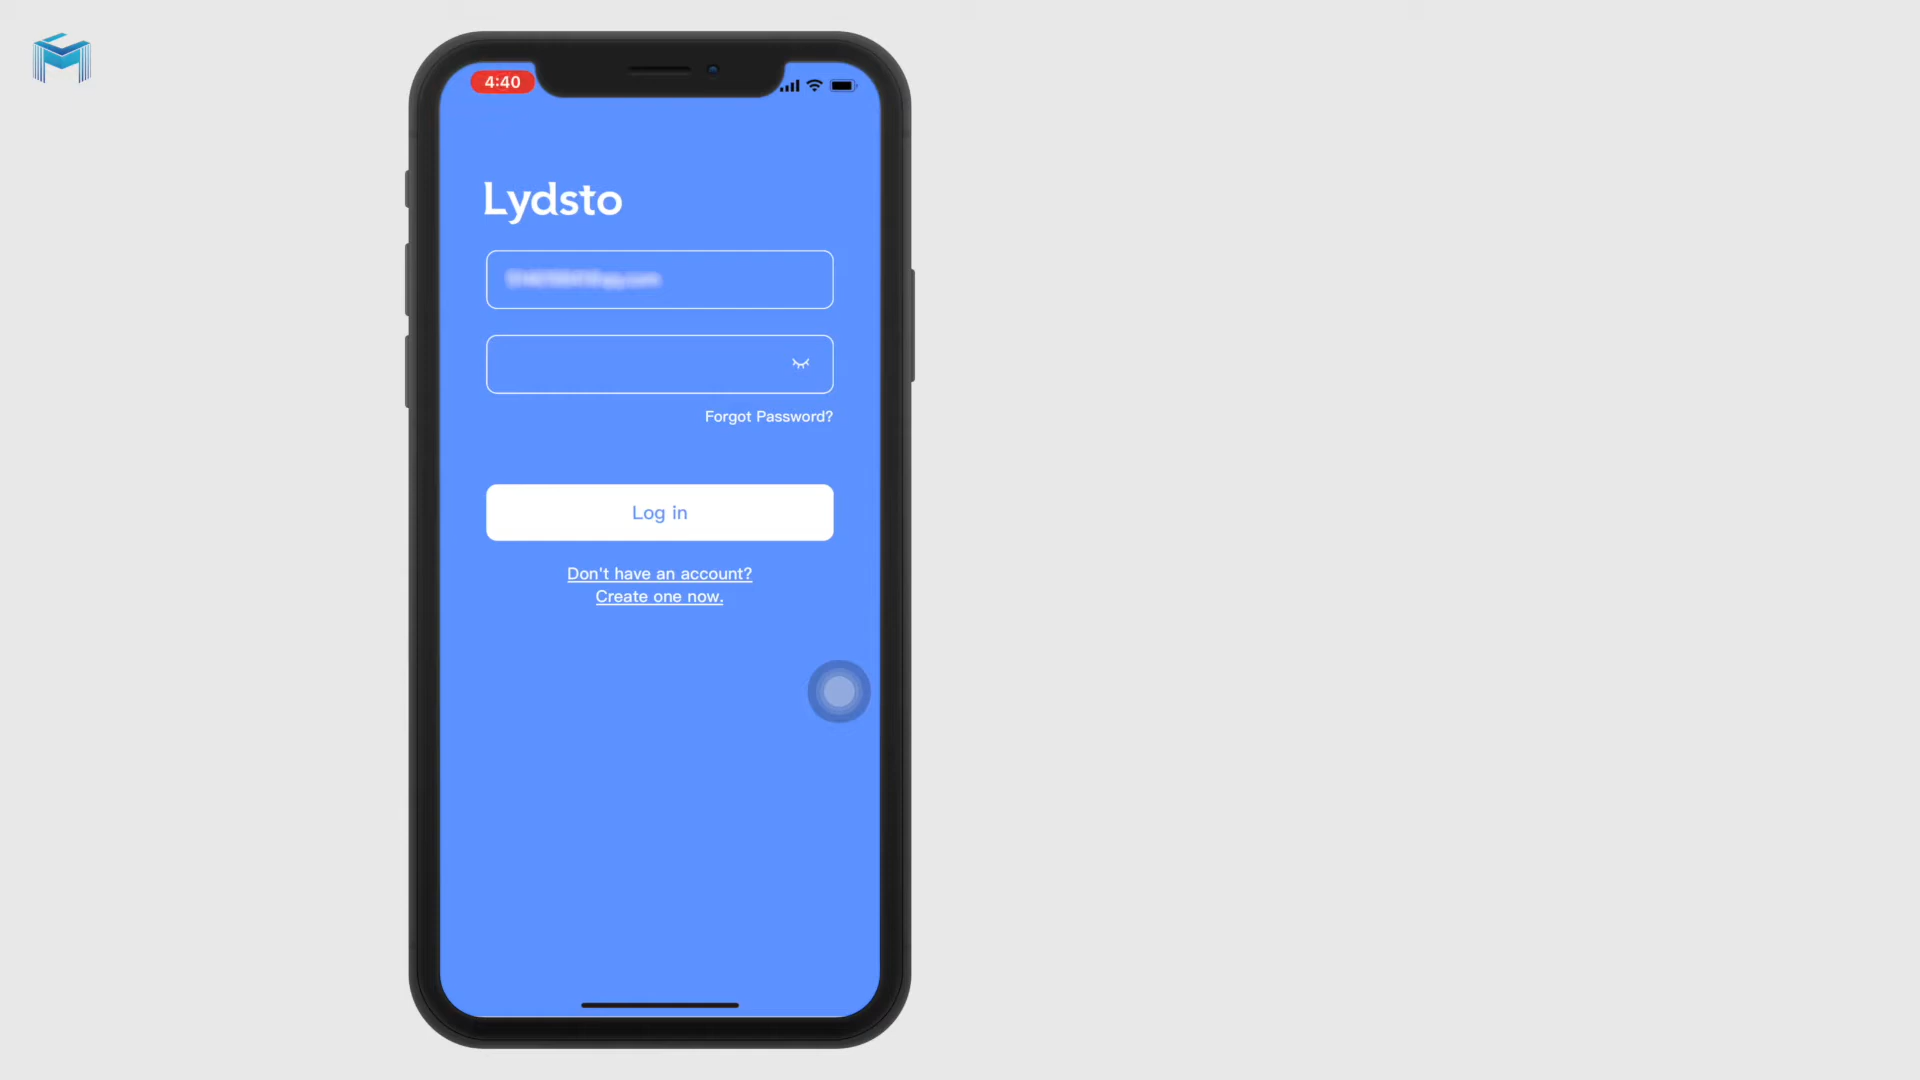 4:40
Lydsto
Forgot Password?
Log in
Don't have an account?
Create one now.